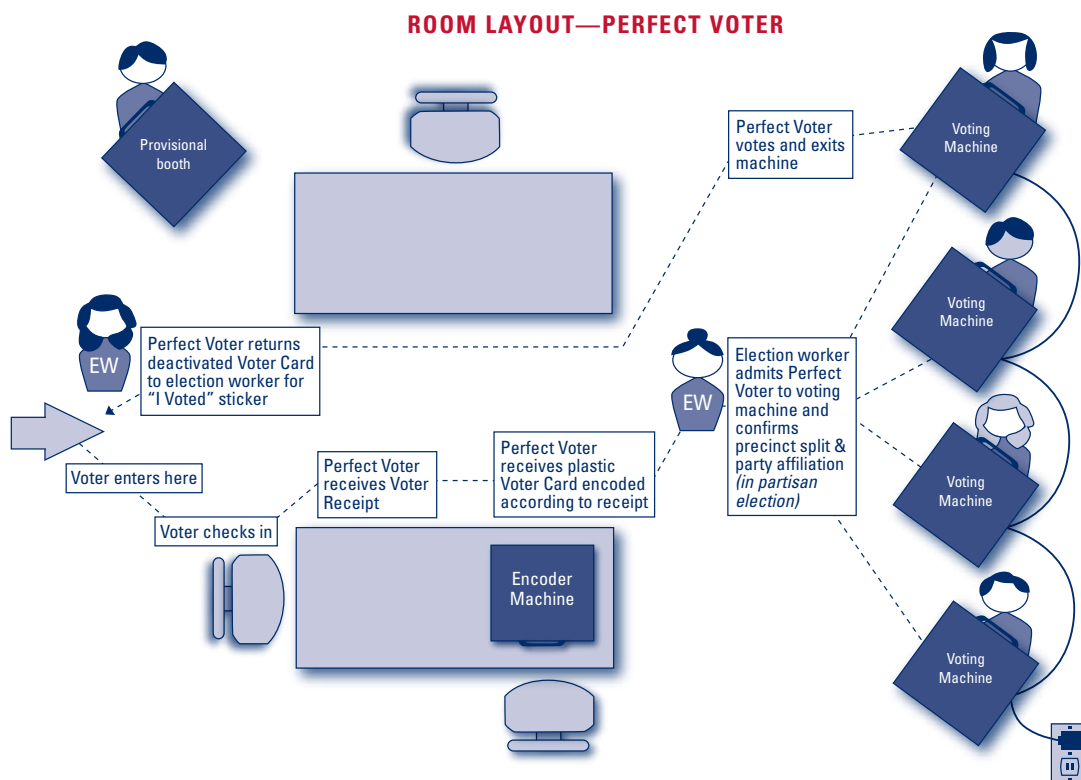 ROOM LAYOUT—PERFECT VOTER
Provisional
booth
Perfect Voter
votes and exits
machine
Voting
Machine
Voting
Machine
EW
Perfect Voter returns
deactivated Voter Card
to election worker for
“I Voted” sticker
EW
Election worker
admits Perfect
Voter to voting
machine and
confirms
precinct split &
party affiliation
(in partisan
election)
Voter enters here
Voter checks in
Perfect Voter
receives Voter
Receipt
Perfect Voter
receives plastic
Voter Card encoded
according to receipt
Voting
Machine
Encoder
Machine
Voting
Machine